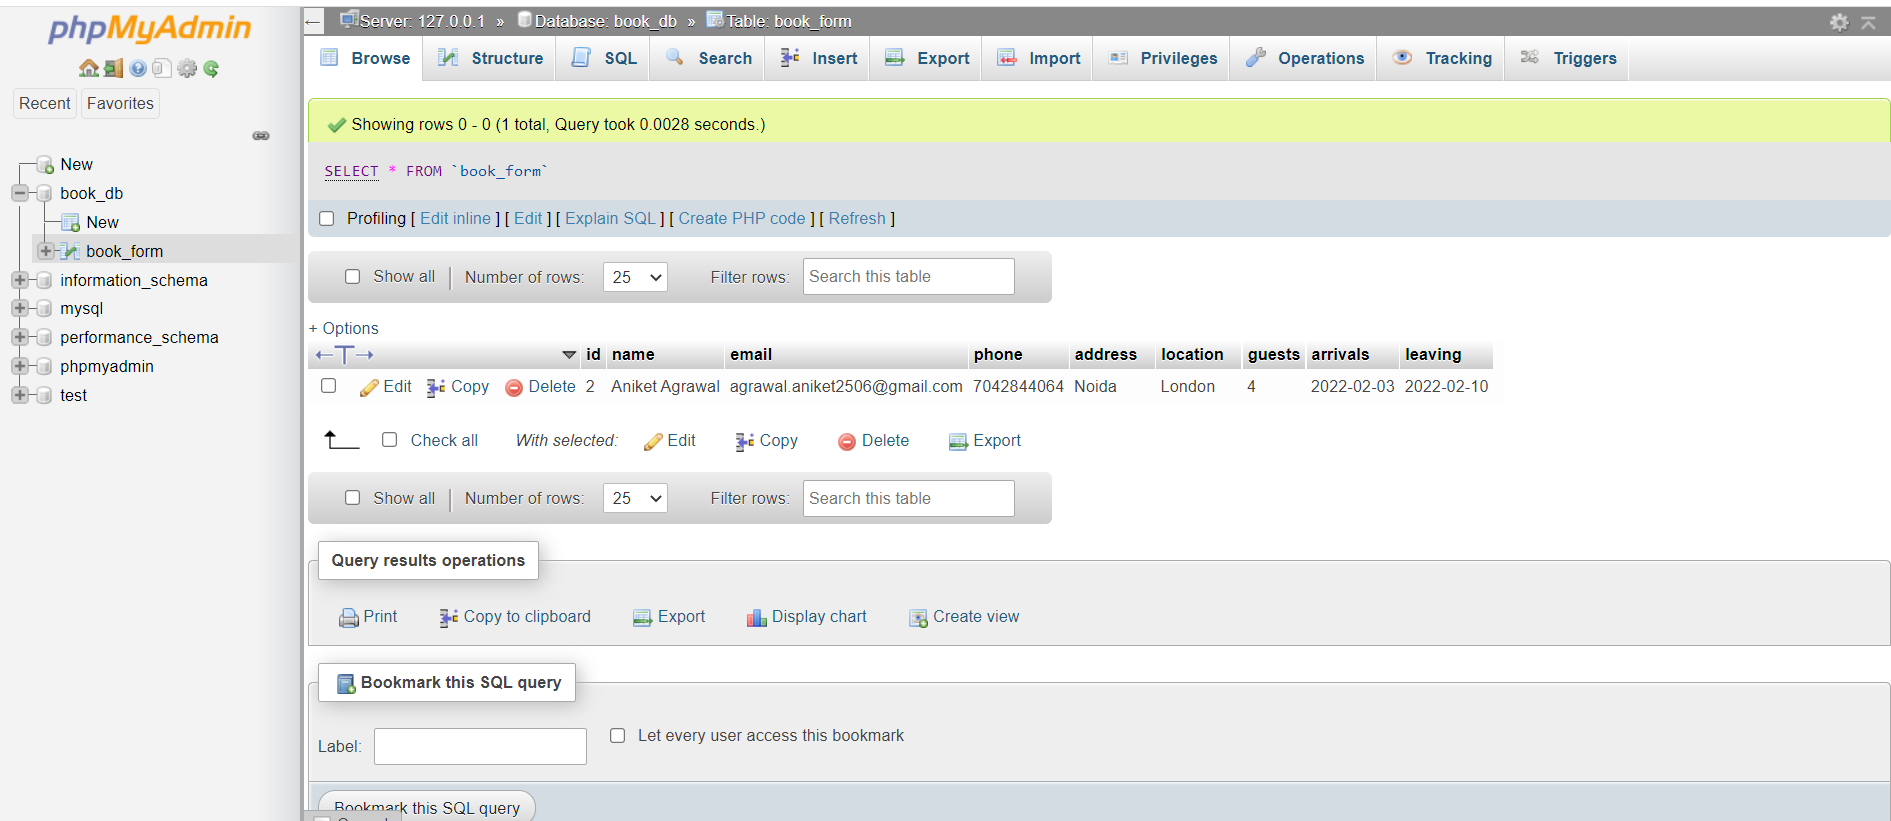 phpMyAdmin
Recent Favorites
New
book_db
New
book_form
information_schema
mysql
performance_schema
phpmyadmin
test
Server: 127.0.0.1 » Database: book_db » Table: book_form
Browse Structure SQL Search Insert Export Import Privileges Operations Tracking Triggers
Showing rows 0 - 0 (1 total, Query took 0.0028 seconds.)
SELECT * FROM `book_form`
Profiling [ Edit inline ] [ Edit ] [ Explain SQL ] [ Create PHP code ] [ Refresh ]
Show all Number of rows: 25 Filter rows: Search this table
+ Options
id name email phone address location guests arrivals leaving
Edit Copy Delete 2 Aniket Agrawal agrawal.aniket2506@gmail.com 7042844064 Noida London 4 2022-02-03 2022-02-10
Check all With selected: Edit Copy Delete Export
Show all Number of rows: 25 Filter rows: Search this table
Query results operations
Print Copy to clipboard Export Display chart Create view
Bookmark this SQL query
Label: Let every user access this bookmark
Bookmark this SQL query